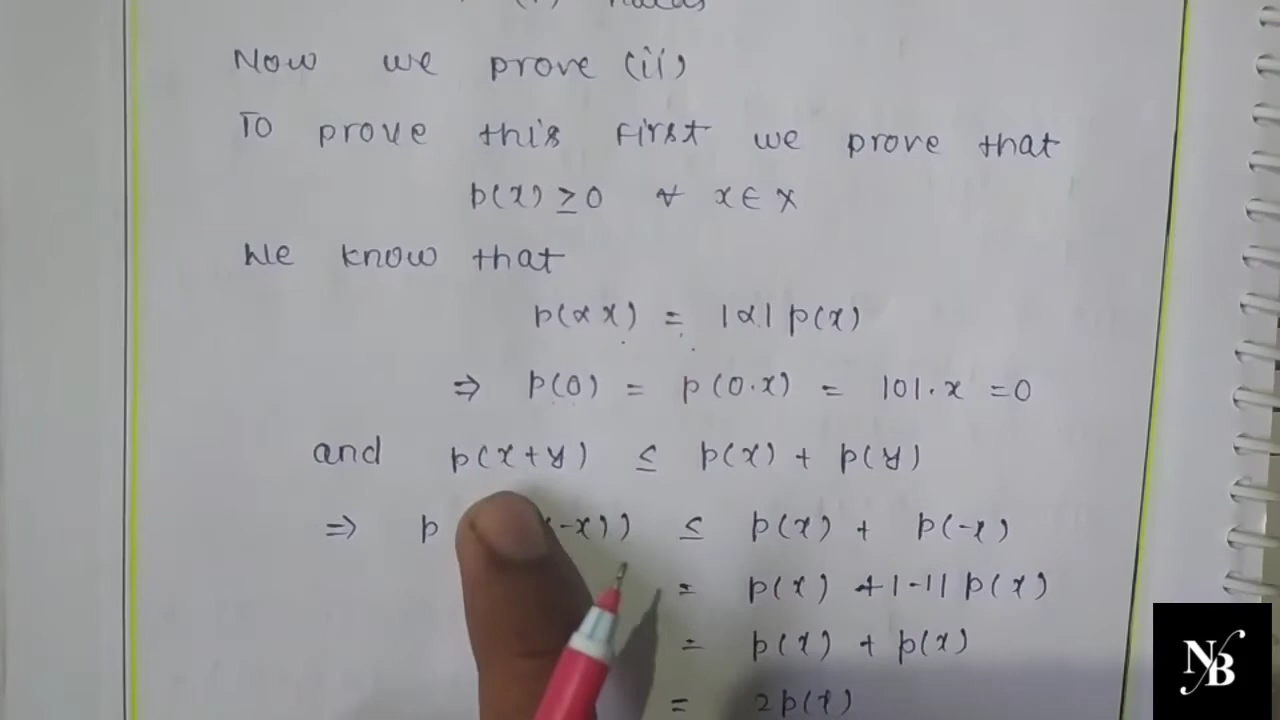 Now we prove (ii)
To prove this first we prove that
p(x) ≥ 0 ∀ x ∈ X
We know that
p(αx) = |α| p(x)
⇒ p(0) = p(0.x) = |0|.x = 0
and p(x+y) ≤ p(x) + p(y)
⇒ p (-x)) ≤ p(x) + p(-x)
= p(x) + |-1| p(x)
= p(x) + p(x)
= 2p(x)
NB